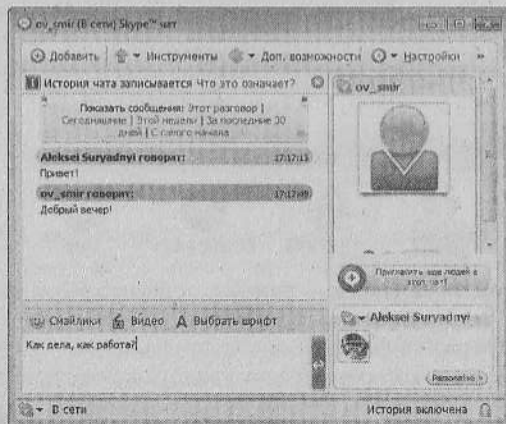 ov_smir (В сети) Skype™ чат
Добавить Инструменты Доп. возможности Настройки »
История чата записывается Что это означает?
Показать сообщения: Этот разговор |
Сегодняшние | Этой недели | За последние 30
дней | С самого начала
Aleksei Suryadnyi говорит: 17:17:13
Привет!
ov_smir говорит:
Добрый вечер!
ov_smir
Пригласить еще людей в
этот чат!
Смайлики Видео A Выбрать шрифт
Как дела, как работа?
Aleksei Suryadnyi
Personalise »
В сети
История включена